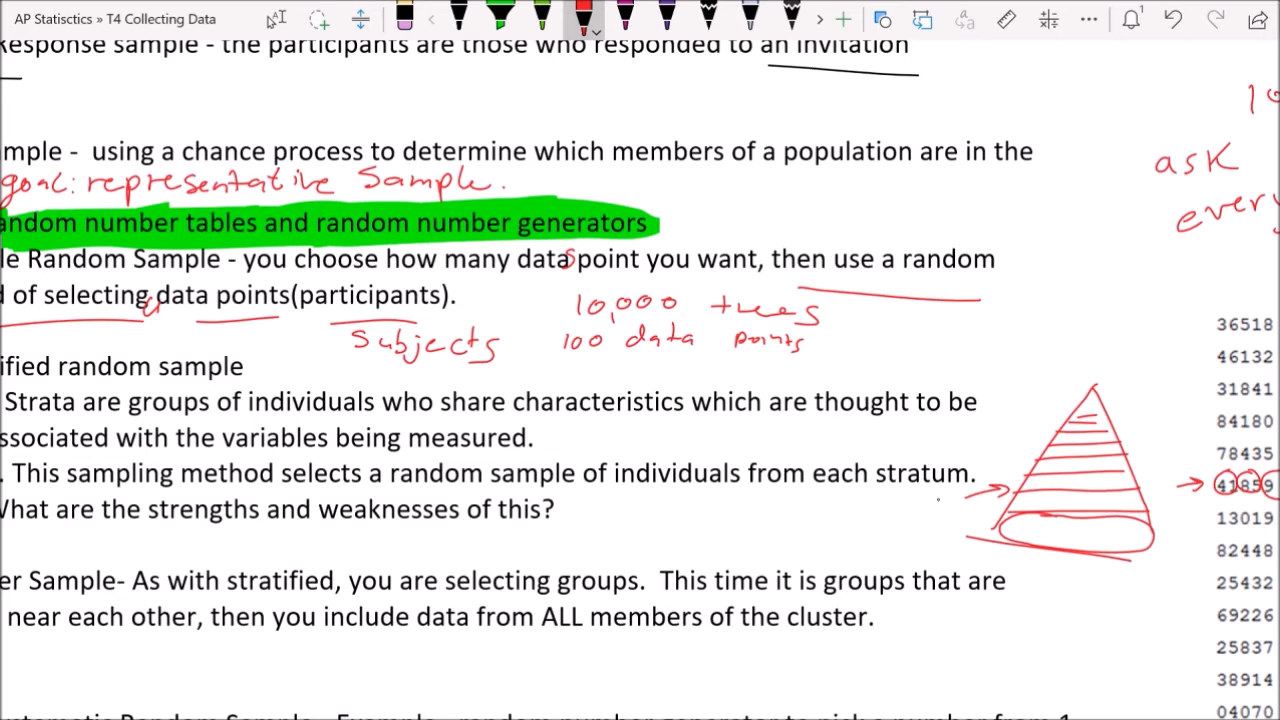 AP Statisctics » T4 Collecting Data
Response sample - the participants are those who responded to an invitation
10
mple - using a chance process to determine which members of a population are in the
ask
goal: representative Sample.
every
andom number tables and random number generators
le Random Sample - you choose how many datas point you want, then use a random
d of selecting data points(participants).
10,000 trees
36518
subjects
100 data points
46132
ified random sample
31841
Strata are groups of individuals who share characteristics which are thought to be
84180
ssociated with the variables being measured.
78435
. This sampling method selects a random sample of individuals from each stratum.
41859
What are the strengths and weaknesses of this?
13019
82448
er Sample- As with stratified, you are selecting groups. This time it is groups that are
25432
near each other, then you include data from ALL members of the cluster.
69226
25837
38914
04070